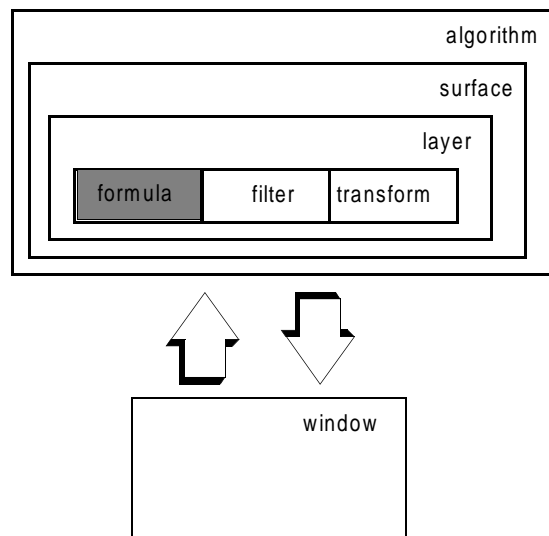 algorithm
surface
layer
formula filter transform
window